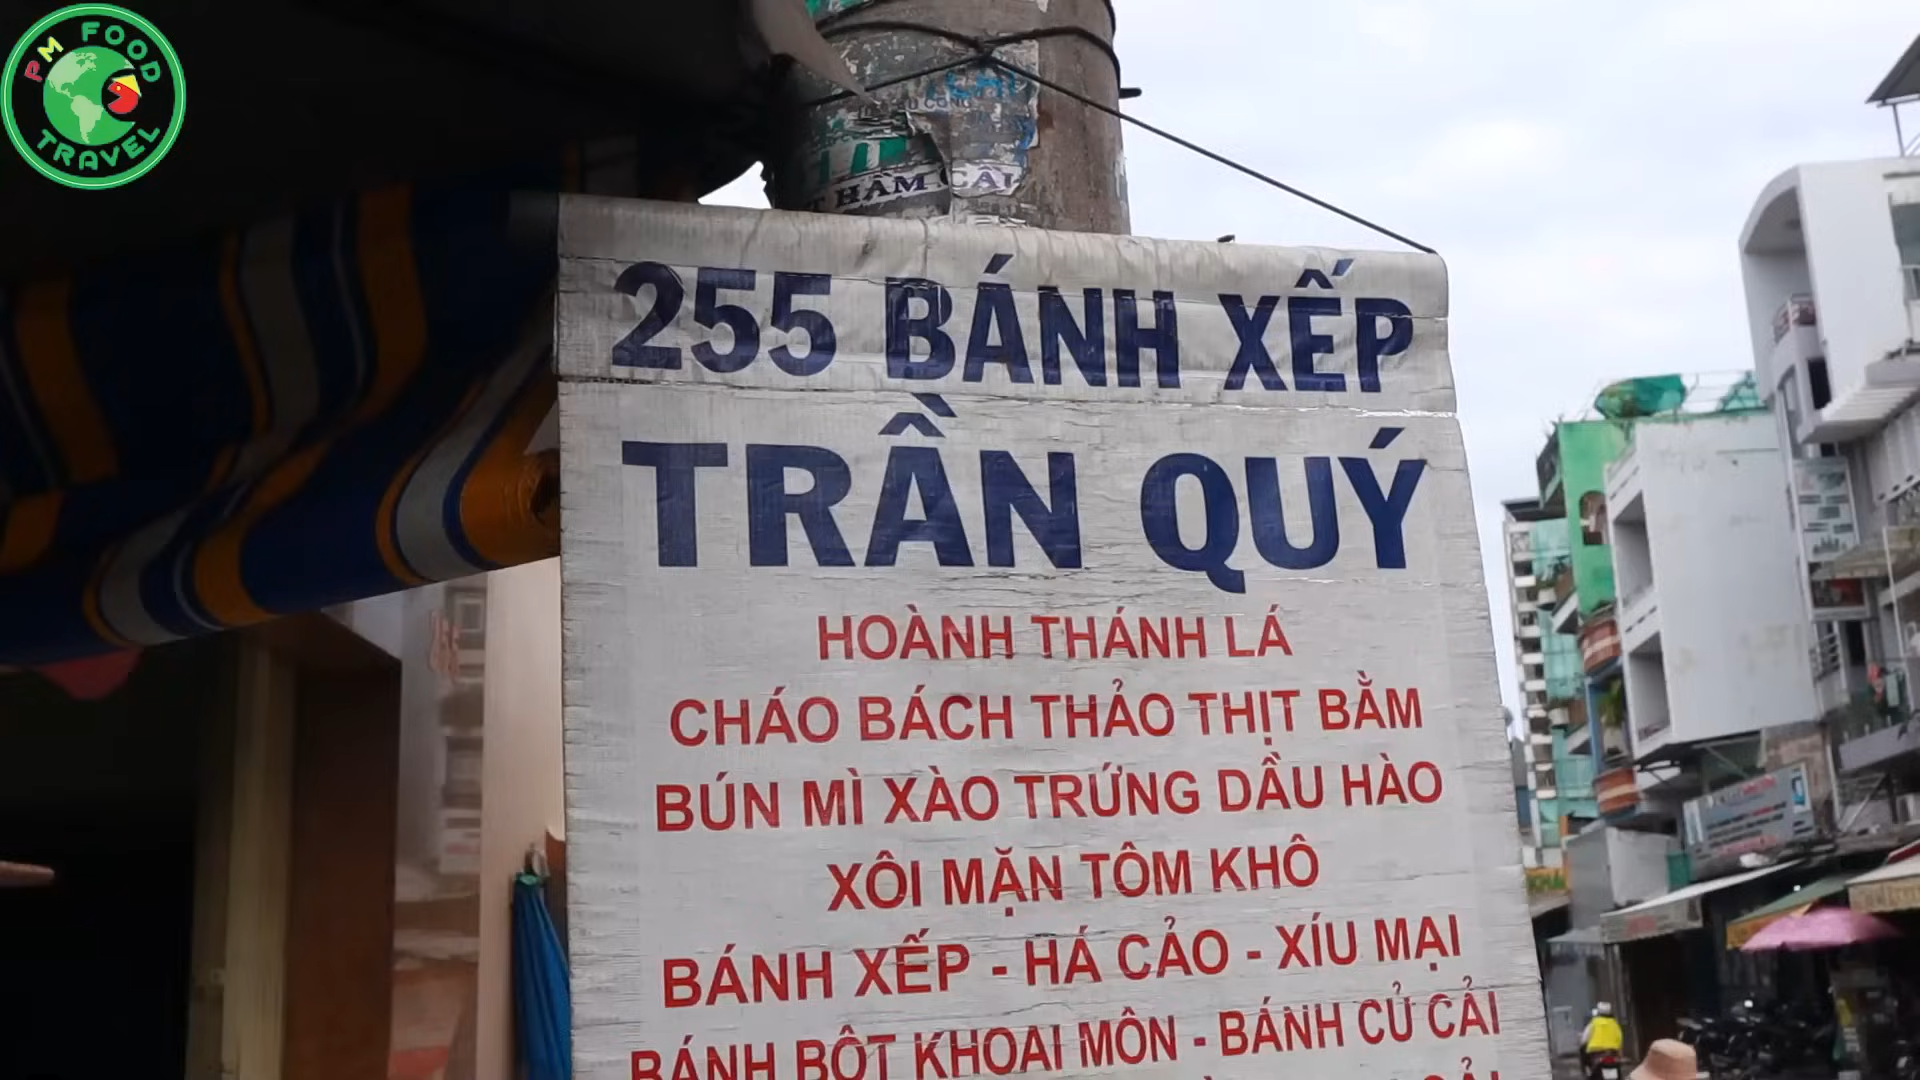 PM FOOD
TRAVEL
HẦM CẦU
255 BÁNH XẾP
TRẦN QUÝ
HOÀNH THÁNH LÁ
CHÁO BÁCH THẢO THỊT BẰM
BÚN MÌ XÀO TRỨNG DẦU HÀO
XÔI MẶN TÔM KHÔ
BÁNH XẾP - HÁ CẢO - XÍU MẠI
BÁNH BỘT KHOAI MÔN - BÁNH CỦ CẢI